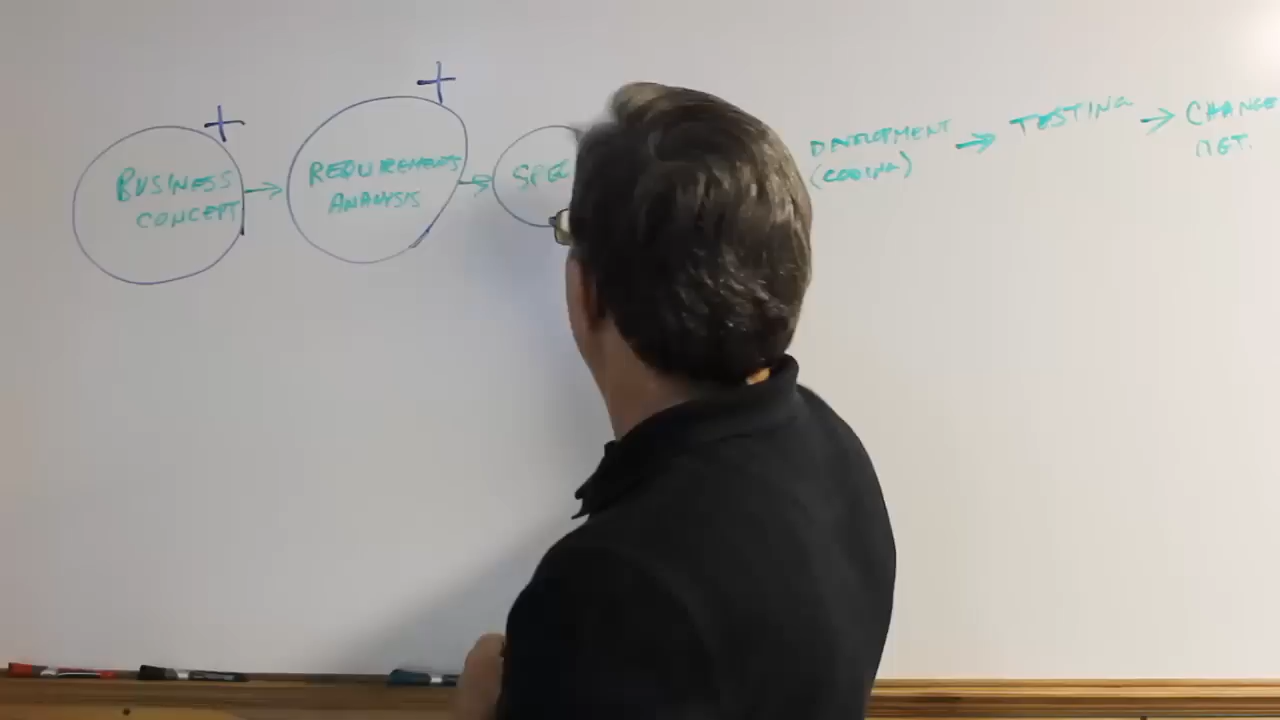 BUSINESS
CONCEPT
→
REQUIREMENTS
ANALYSIS
→
SPEC
DEVELOPMENT
(CODING)
→
TESTING
→
CHANGE
MGT.
+
+